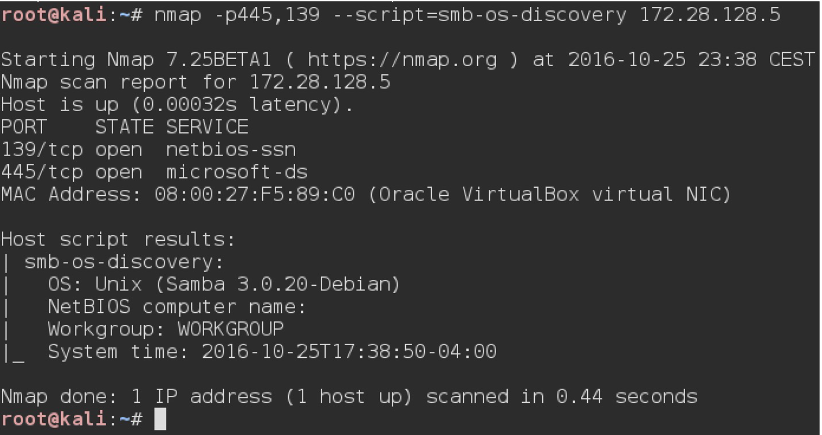 root@kali:~# nmap -p445,139 --script=smb-os-discovery 172.28.128.5
Starting Nmap 7.25BETA1 ( https://nmap.org ) at 2016-10-25 23:38 CEST
Nmap scan report for 172.28.128.5
Host is up (0.00032s latency).
PORT    STATE SERVICE
139/tcp open  netbios-ssn
445/tcp open  microsoft-ds
MAC Address: 08:00:27:F5:89:C0 (Oracle VirtualBox virtual NIC)
Host script results:
| smb-os-discovery:
|   OS: Unix (Samba 3.0.20-Debian)
|   NetBIOS computer name:
|   Workgroup: WORKGROUP
|_  System time: 2016-10-25T17:38:50-04:00
Nmap done: 1 IP address (1 host up) scanned in 0.44 seconds
root@kali:~#